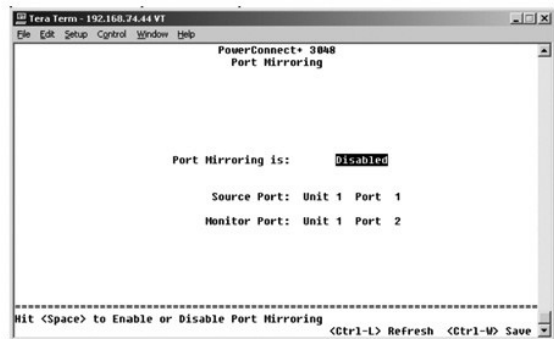 Tera Term - 192.168.74.44 VT
File Edit Setup Control Window Help
PowerConnect+ 3048
Port Mirroring
Port Mirroring is: Disabled
Source Port: Unit 1 Port 1
Monitor Port: Unit 1 Port 2
================================================================================
Hit <Space> to Enable or Disable Port Mirroring
<Ctrl-L> Refresh <Ctrl-W> Save